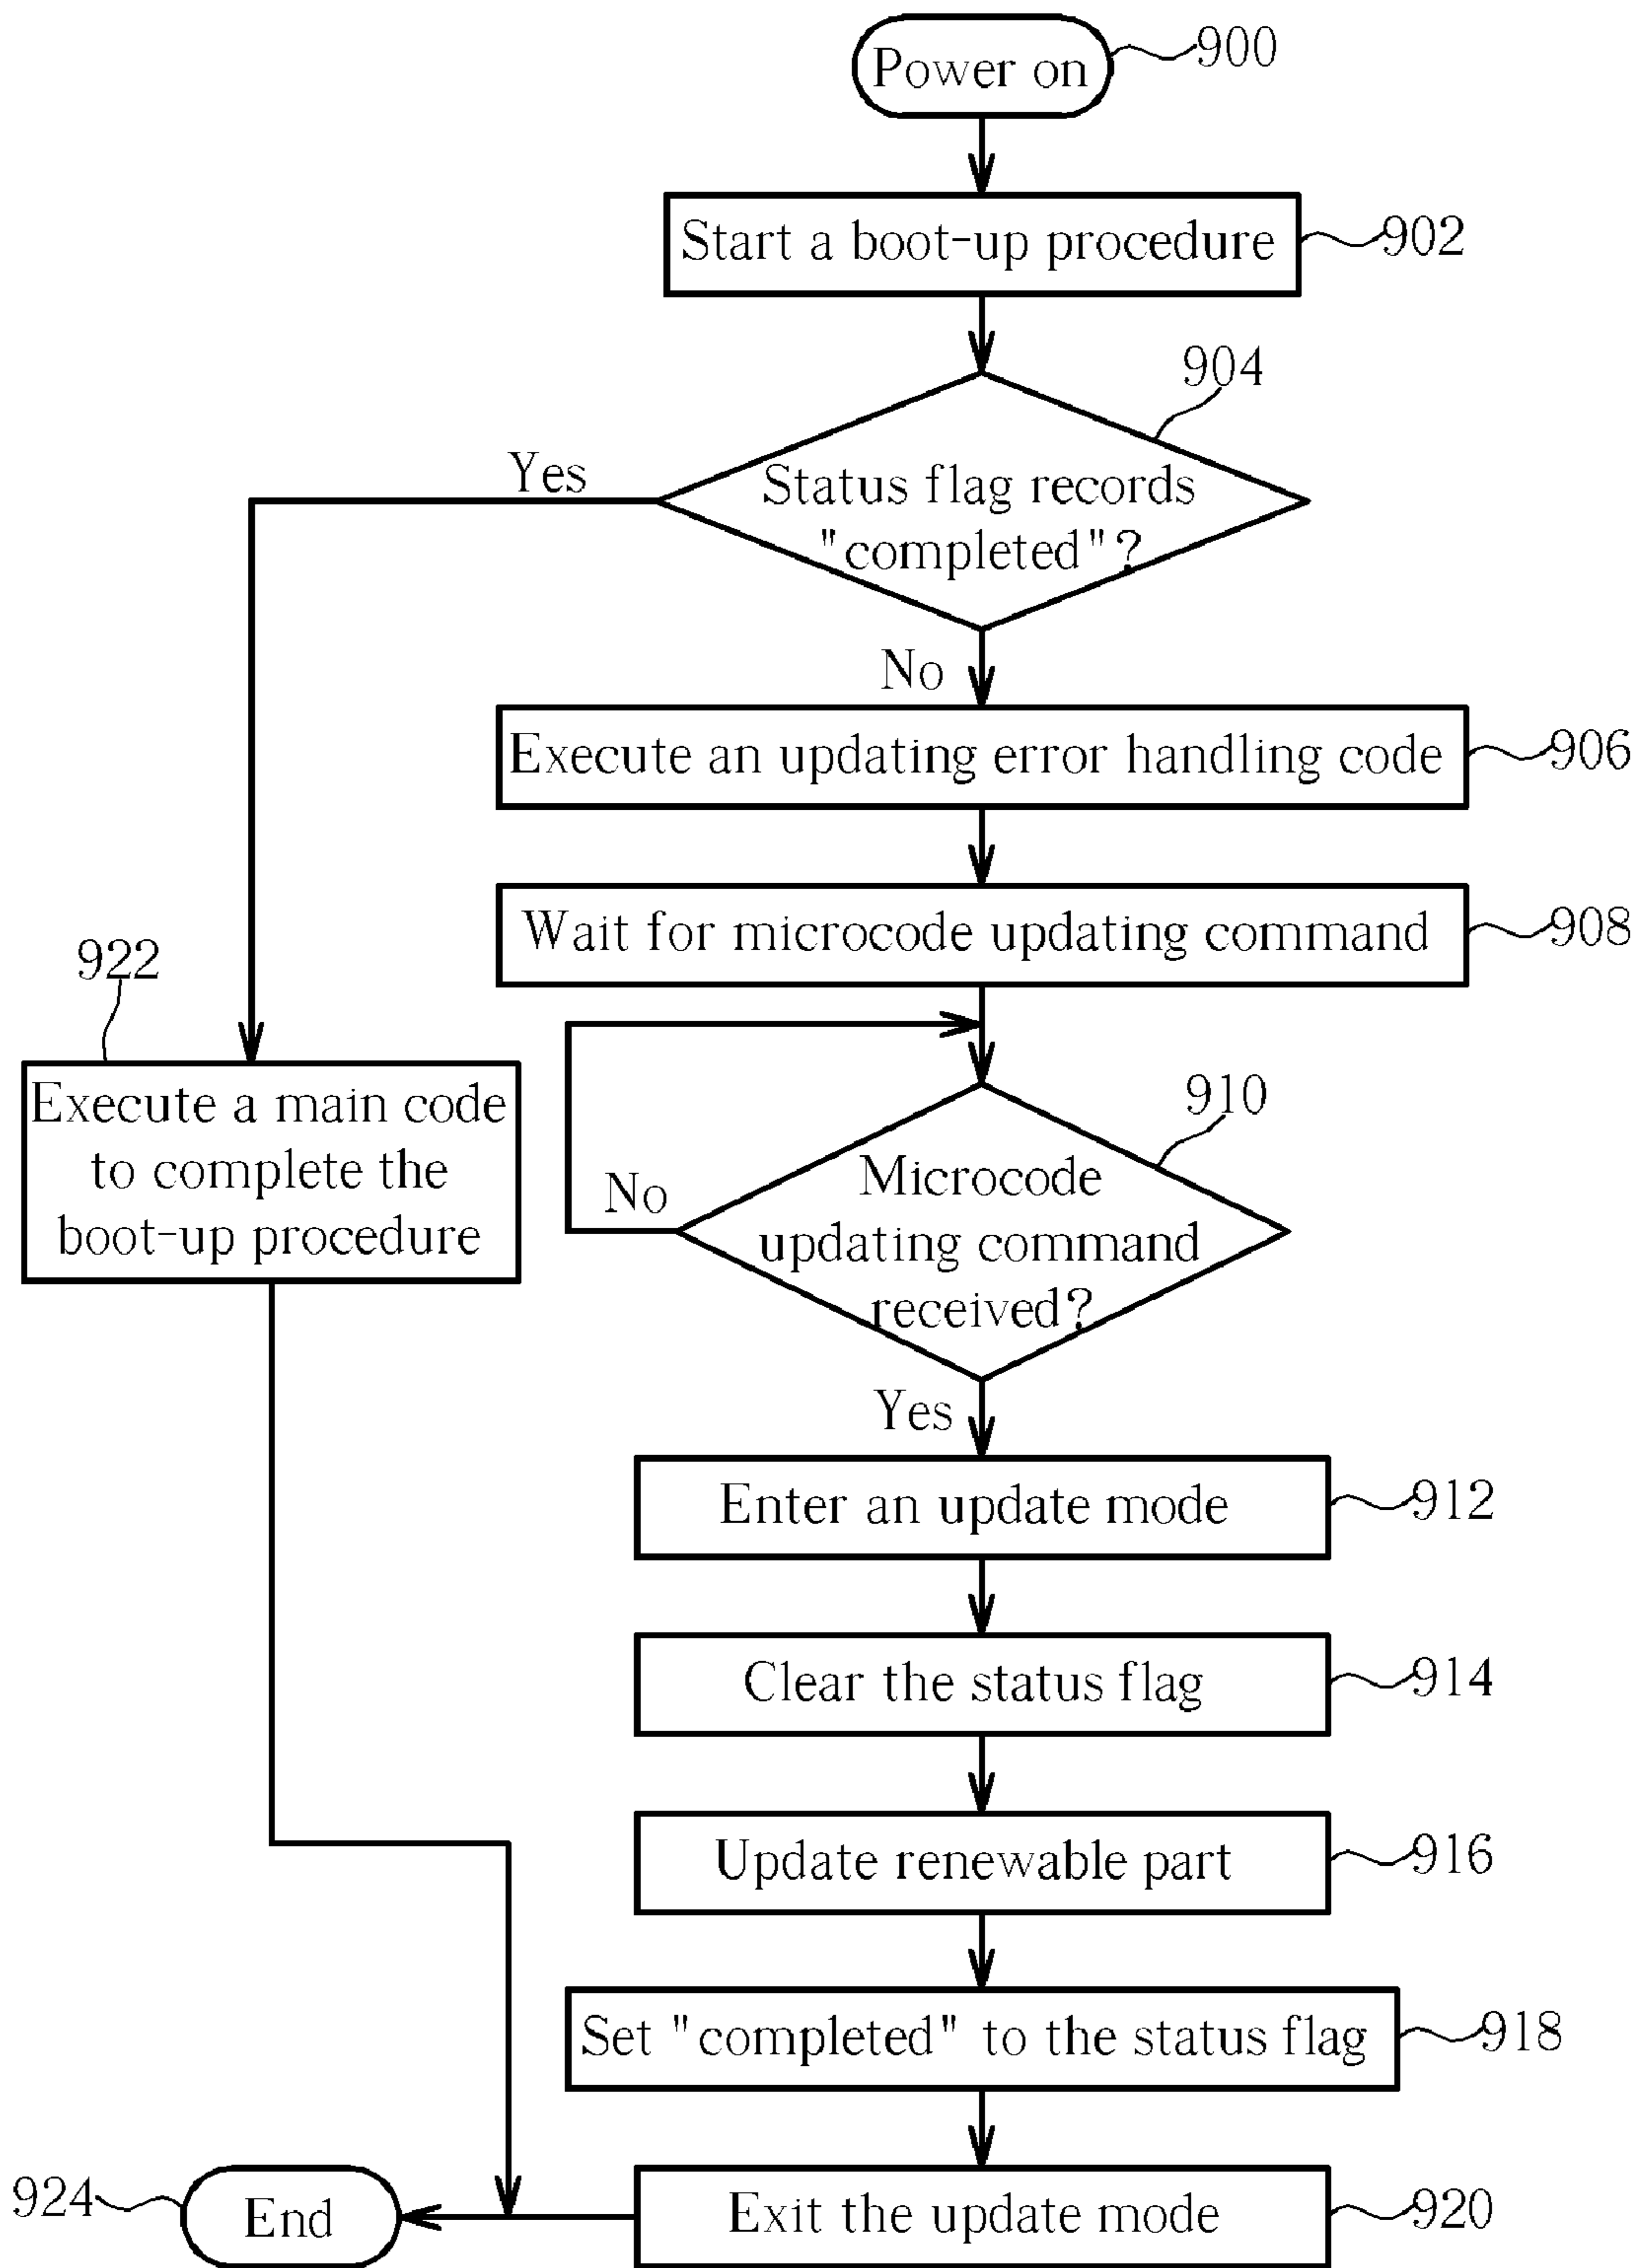 Power on
900
Start a boot-up procedure
902
904
Status flag records
"completed"?
Yes
No
Execute an updating error handling code
906
Wait for microcode updating command
908
922
Execute a main code
to complete the
boot-up procedure
910
Microcode
updating command
received?
No
Yes
Enter an update mode
912
Clear the status flag
914
Update renewable part
916
Set "completed" to the status flag
918
924
End
Exit the update mode
920